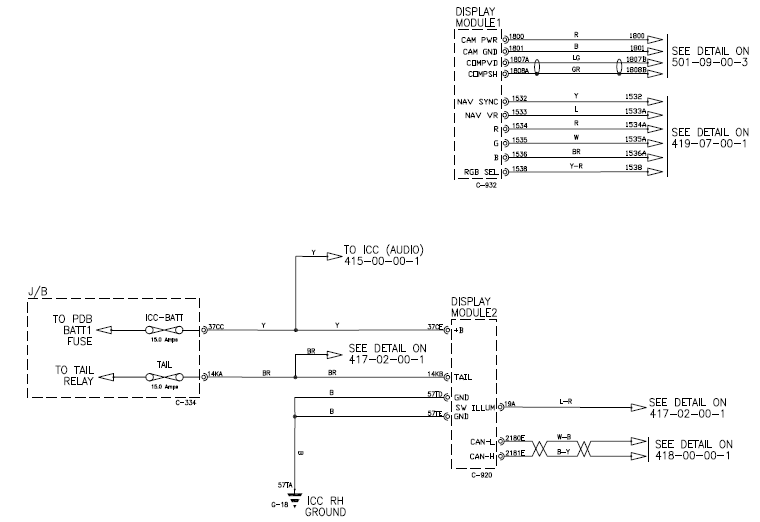 DISPLAY
MODULE1
CAM PWR 1800 R 1800
CAM GND 1801 B 1801
COMPVD 1807A LG 1807B
COMPSH 1808A GR 1808B
SEE DETAIL ON
501-09-00-3
NAV SYNC 1532 Y 1532
NAV VR 1533 L 1533A
R 1534 R 1534A
G 1535 W 1535A
B 1536 BR 1536A
RGB SEL 1538 Y-R 1538
SEE DETAIL ON
419-07-00-1
C-932
Y TO ICC (AUDIO)
415-00-00-1
J/B
TO PDB
BATT1
FUSE
ICC-BATT
15.0 Amps
37CC Y Y 37CE +B
DISPLAY
MODULE2
BR SEE DETAIL ON
417-02-00-1
TO TAIL
RELAY
TAIL
15.0 Amps
14KA BR BR 14KB TAIL
C-334
B 57TD GND
B 57TE GND
SW ILLUM 19A L-R
SEE DETAIL ON
417-02-00-1
CAN-L 2180E W-B
CAN-H 2181E B-Y
SEE DETAIL ON
418-00-00-1
C-920
B
57TA
G-18
ICC RH
GROUND